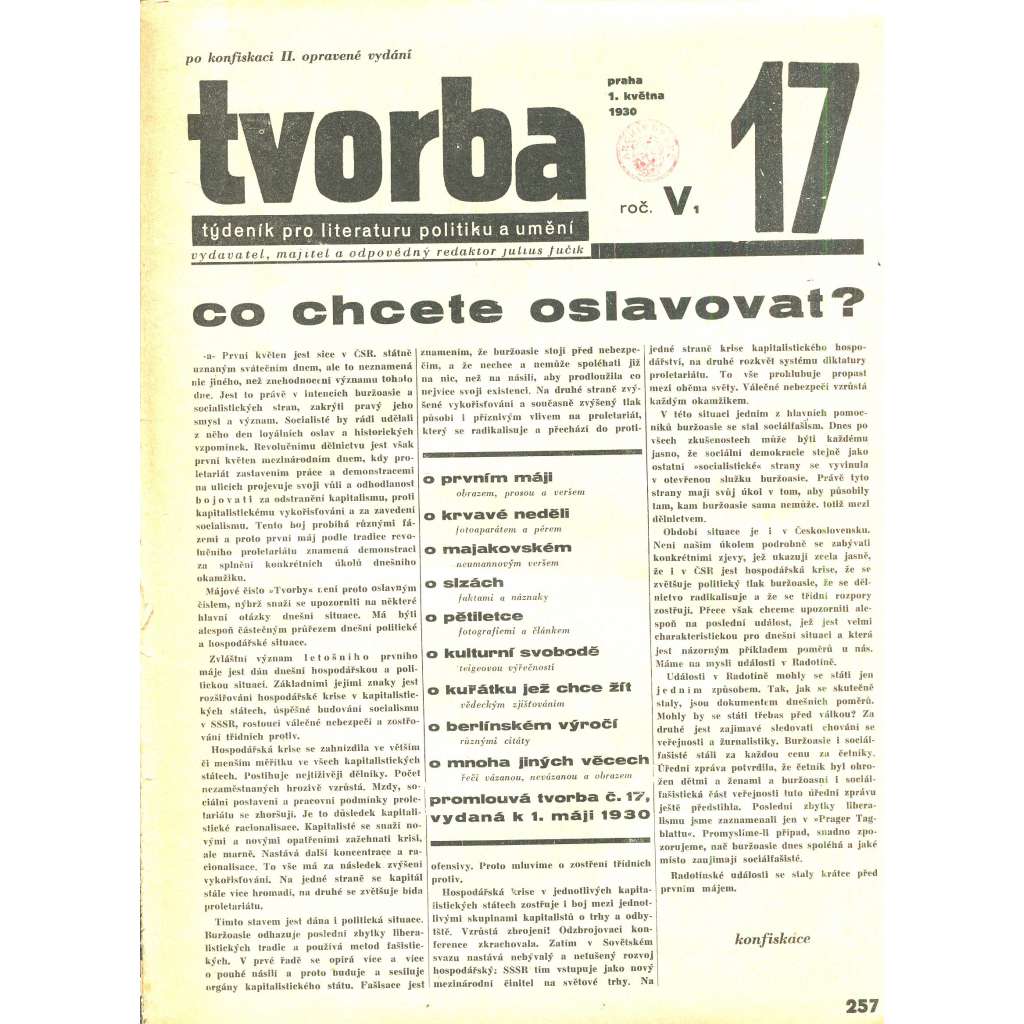 po konfiskaci II. opravené vydání
tvorba
praha
1. května
1930
17
roč. V1
týdeník pro literaturu politiku a umění
vydavatel, majitel a odpovědný redaktor julius fučík
co chcete oslavovat?
-a- První květen jest sice v ČSR. státně
uznaným svátečním dnem, ale to neznamená
nic jiného, než znehodnocení významu tohoto
dne. Jest to právě v intencích buržoasie a
socialistických stran, zakrýti pravý jeho
smysl a význam. Socialisté by rádi udělali
z něho den loyálních oslav a historických
vzpomínek. Revolučnímu dělnictvu jest však
první květen mezinárodním dnem, kdy pro-
letariát zastavením práce a demonstracemi
na ulicích projevuje svoji vůli a odhodlanost
bojovati za odstranění kapitalismu, proti
kapitalistickému vykořisťování a za zavedení
socialismu. Tento boj probíhá různými fá-
zemi a proto první máj podle tradice revo-
lučního proletariátu znamená demonstraci
za splnění konkrétních úkolů dnešního
okamžiku.
Májové číslo »Tvorby« není proto oslavným
číslem, nýbrž snaží se upozorniti na některé
hlavní otázky dnešní situace. Má býti
alespoň částečným průřezem dnešní politické
a hospodářské situace.
Zvláštní význam letošního prvního
máje jest dán dnešní hospodářskou a poli-
tickou situací. Základními jejími znaky jest
rozšiřování hospodářské krise v kapitalistic-
kých státech, úspěšné budování socialismu
v SSSR, rostoucí válečné nebezpečí a zostřo-
vání třídních protiv.
Hospodářská krise se zahnízdila ve větším
či menším měřítku ve všech kapitalistických
státech. Postihuje nejtíživěji dělníky. Počet
nezaměstnaných hrozivě vzrůstá. Mzdy, so-
ciální postavení a pracovní podmínky prole-
tariátu se zhoršují. Je to důsledek kapitali-
stické racionalisace. Kapitalisté se snaží no-
vými a novými opatřeními zažehnati krisi,
ale marně. Nastává další koncentrace a ra-
cionalisace. To vše má za následek zvýšení
vykořisťování. Na jedné straně se kapitál
stále více hromadí, na druhé se zvětšuje bída
proletariátu.
Tímto stavem jest dána i politická situace.
Buržoasie odhazuje poslední zbytky libera-
listických tradic a používá metod fašistic-
kých. V prvé řadě se opírá více a více
o pouhé násilí a proto buduje a sesiluje
orgány kapitalistického státu. Fašisace jest
znamením, že buržoasie stojí před nebezpe-
čím, a že nechce a nemůže spoléhati již
na nic, než na násilí, aby prodloužila co
nejvíce svoji existenci. Na druhé straně zvý-
šené vykořisťování a současně zvýšený tlak
působí i příznivým vlivem na proletariát,
který se radikalisuje a přechází do proti-
o prvním máji
obrazem, prosou a veršem
o krvavé neděli
fotoaparátem a pérem
o majakovském
neumannovým veršem
o slzách
faktami a náznaky
o pětiletce
fotografiemi a článkem
o kulturní svobodě
teigeovou výřečností
o kuřátku jež chce žít
vědeckým zjišťováním
o berlínském výročí
různými citáty
o mnoha jiných věcech
řečí vázanou, nevázanou a obrazem
promlouvá tvorba č. 17,
vydaná k 1. máji 1930
ofensivy. Proto mluvíme o zostření třídních
protiv.
Hospodářská krise v jednotlivých kapita-
listických státech zostřuje i boj mezi jednot-
livými skupinami kapitalistů o trhy a odby-
tiště. Vzrůstá zbrojení! Odzbrojovací kon-
ference zkrachovala. Zatím v Sovětském
svazu nastává nebývalý a netušený rozvoj
hospodářský; SSSR tím vstupuje jako nový
mezinárodní činitel na světové trhy. Na
jedné straně krise kapitalistického hospo-
dářství, na druhé rozkvět systému diktatury
proletariátu. To vše prohlubuje propast
mezi oběma světy. Válečné nebezpečí vzrůstá
každým okamžikem.
V této situaci jedním z hlavních pomoc-
níků buržoasie se stal sociálfašism. Dnes po
všech zkušenostech může býti každému
jasno, že sociální demokracie stejně jako
ostatní »socialistické« strany se vyvinula
v otevřenou služku buržoasie. Právě tyto
strany mají svůj úkol v tom, aby působily
tam, kam buržoasie sama nemůže, totiž mezi
dělnictvem.
Období situace je i v Československu.
Není naším úkolem podrobně se zabývati
konkrétními zjevy, jež ukazují zcela jasně,
že i v ČSR jest hospodářská krise, že se
zvětšuje politický tlak buržoasie, že se děl-
nictvo radikalisuje a že se třídní rozpory
zostřují. Přece však chceme upozorniti ale-
spoň na poslední událost, jež jest velmi
charakteristickou pro dnešní situaci a která
jest názorným příkladem poměrů u nás.
Máme na mysli události v Radotíně.
Události v Radotíně mohly se státi jen
jedním způsobem. Tak, jak se skutečně
staly, jsou dokumentem dnešních poměrů.
Mohly by se státi třebas před válkou? Za
druhé jest zajímavé sledovati chování se
veřejnosti a žurnalistiky. Buržoasie i sociál-
fašisté stáli za každou cenu za četníky.
Úřední zpráva potvrdila, že četník byl ohro-
žen dětmi a ženami a buržoasní i sociál-
fašistická část veřejnosti tuto úřední zprávu
ještě předstihla. Poslední zbytky libera-
lismu jsme zaznamenali jen v »Prager Tag-
blattu«. Promyslíme-li případ, snadno zpo-
zorujeme, nač buržoasie dnes spoléhá a jaké
místo zaujímají sociálfašisté.
Radotínské události se staly krátce před
prvním májem.
konfiskace
257